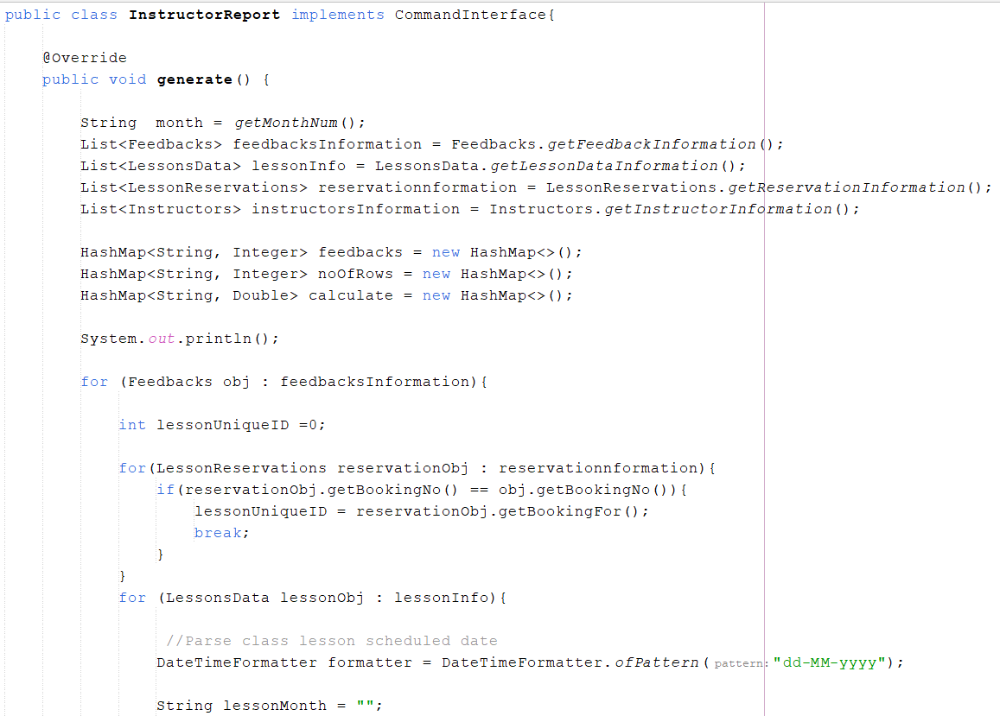 public class InstructorReport implements CommandInterface{
@Override
public void generate() {
String  month = getMonthNum();
List<Feedbacks> feedbacksInformation = Feedbacks.getFeedbackInformation();
List<LessonsData> lessonInfo = LessonsData.getLessonDataInformation();
List<LessonReservations> reservationnformation = LessonReservations.getReservationInformation();
List<Instructors> instructorsInformation = Instructors.getInstructorInformation();
HashMap<String, Integer> feedbacks = new HashMap<>();
HashMap<String, Integer> noOfRows = new HashMap<>();
HashMap<String, Double> calculate = new HashMap<>();
System.out.println();
for (Feedbacks obj : feedbacksInformation){
int lessonUniqueID =0;
for(LessonReservations reservationObj : reservationnformation){
if(reservationObj.getBookingNo() == obj.getBookingNo()){
lessonUniqueID = reservationObj.getBookingFor();
break;
}
}
for (LessonsData lessonObj : lessonInfo){
//Parse class lesson scheduled date
DateTimeFormatter formatter = DateTimeFormatter.ofPattern(pattern:"dd-MM-yyyy");
String lessonMonth = "";